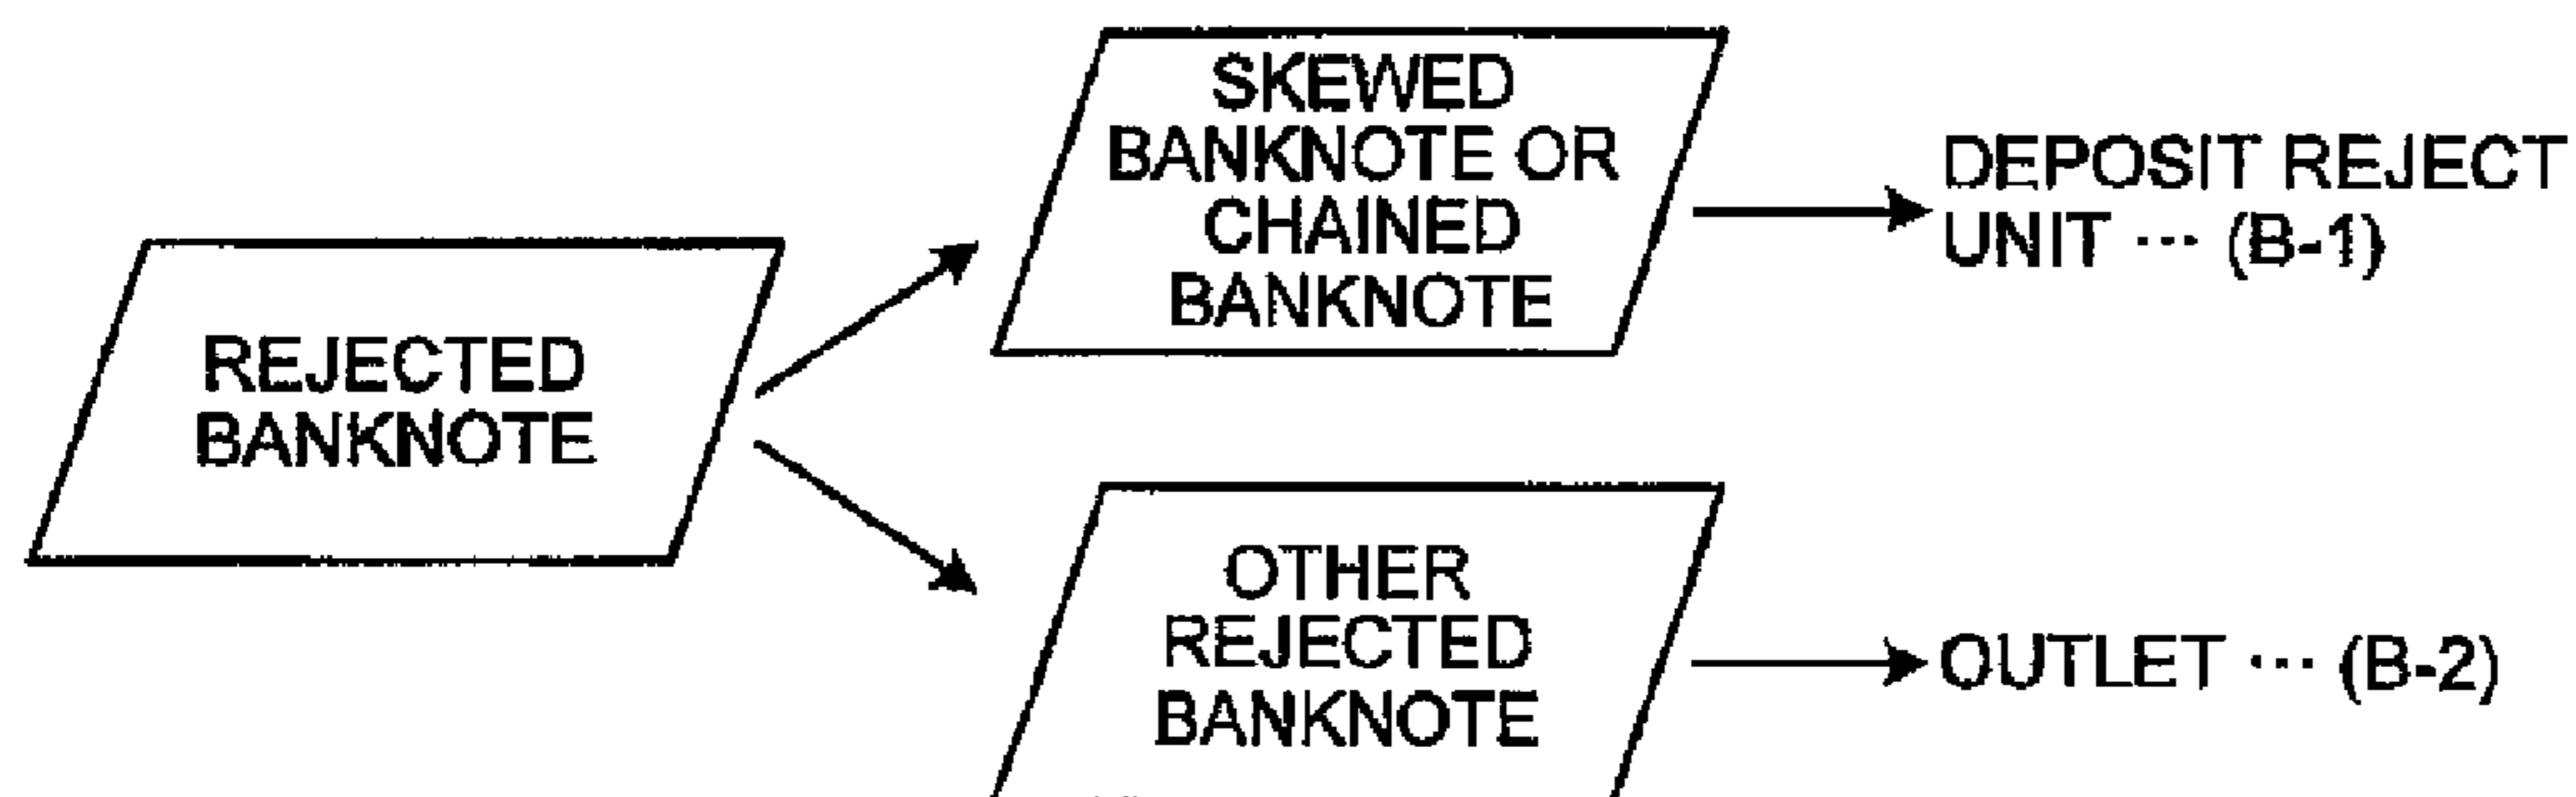 REJECTED
BANKNOTE
SKEWED
BANKNOTE OR
CHAINED
BANKNOTE
DEPOSIT REJECT
UNIT ··· (B-1)
OTHER
REJECTED
BANKNOTE
OUTLET ··· (B-2)